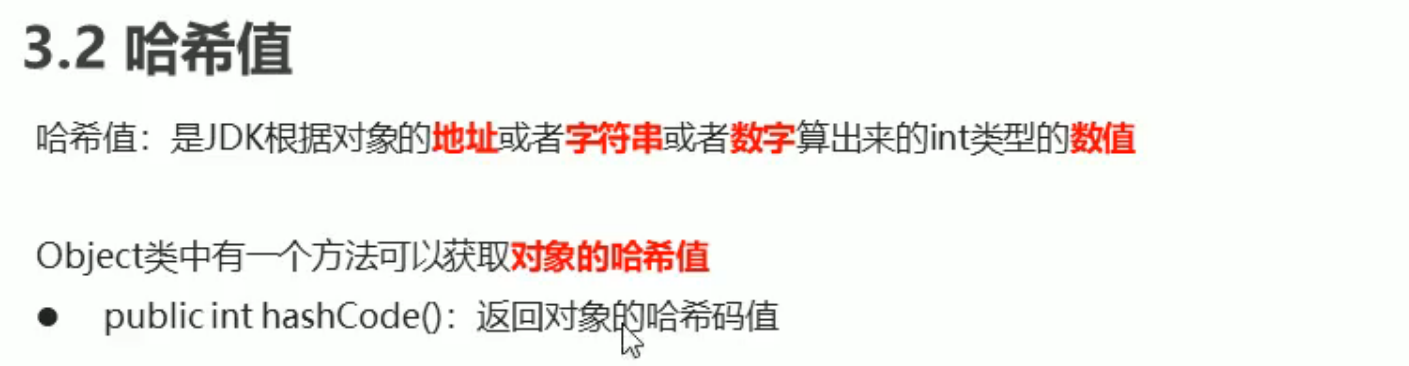 3.2 哈希值
哈希值：是JDK根据对象的地址或者字符串或者数字算出来的int类型的数值
Object类中有一个方法可以获取对象的哈希值
● public int hashCode()：返回对象的哈希码值